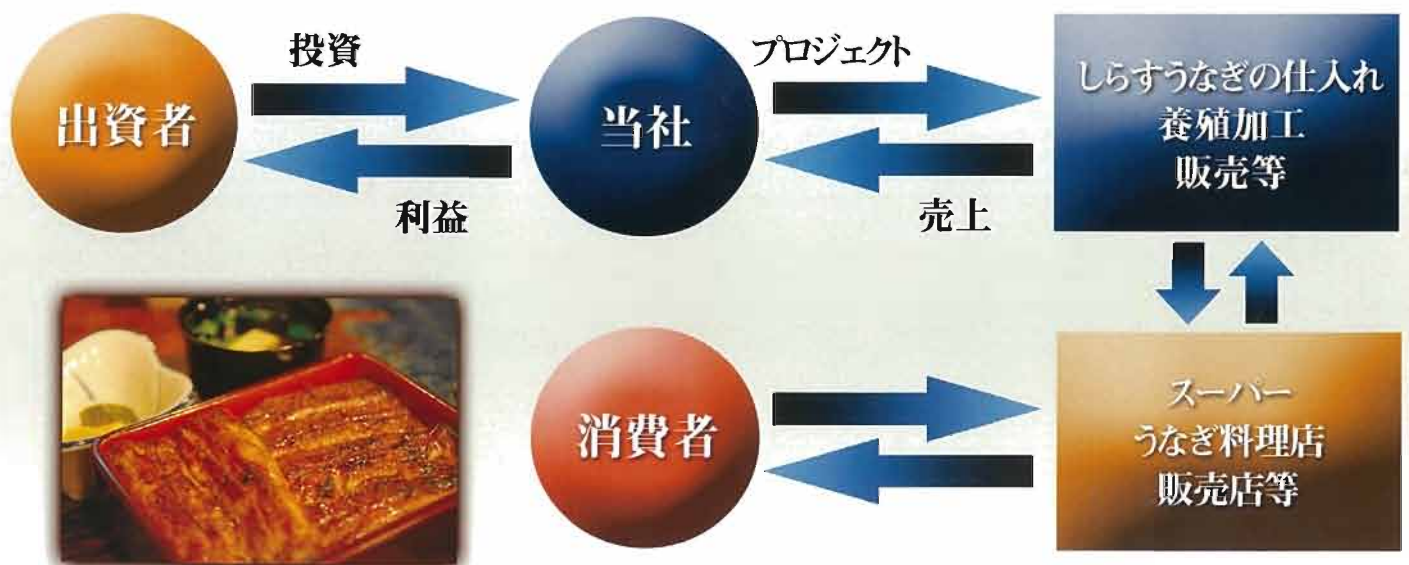 投資
プロジェクト
出資者
当社
しらすうなぎの仕入れ
養殖加工
販売等
利益
売上
消費者
スーパー
うなぎ料理店
販売店等